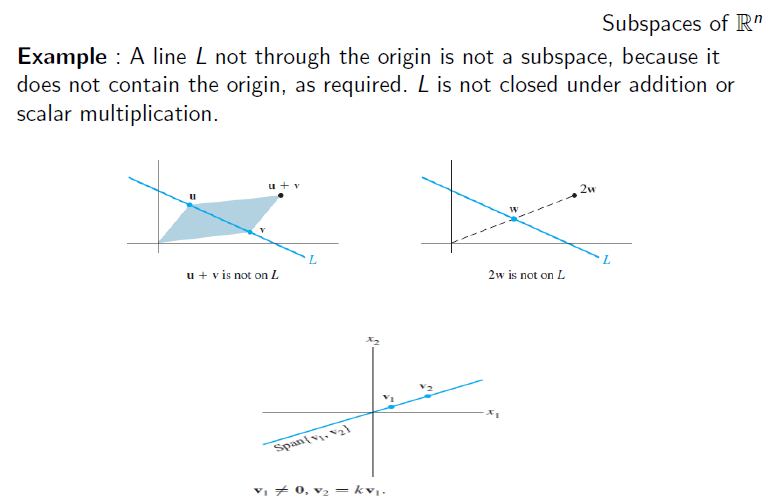 Subspaces of ℝⁿ
Example : A line L not through the origin is not a subspace, because it
does not contain the origin, as required. L is not closed under addition or
scalar multiplication.
u
u + v
v
L
u + v is not on L
w
2w
L
2w is not on L
x₂
v₁
v₂
x₁
Span{v₁, v₂}
v₁ ≠ 0, v₂ = kv₁.